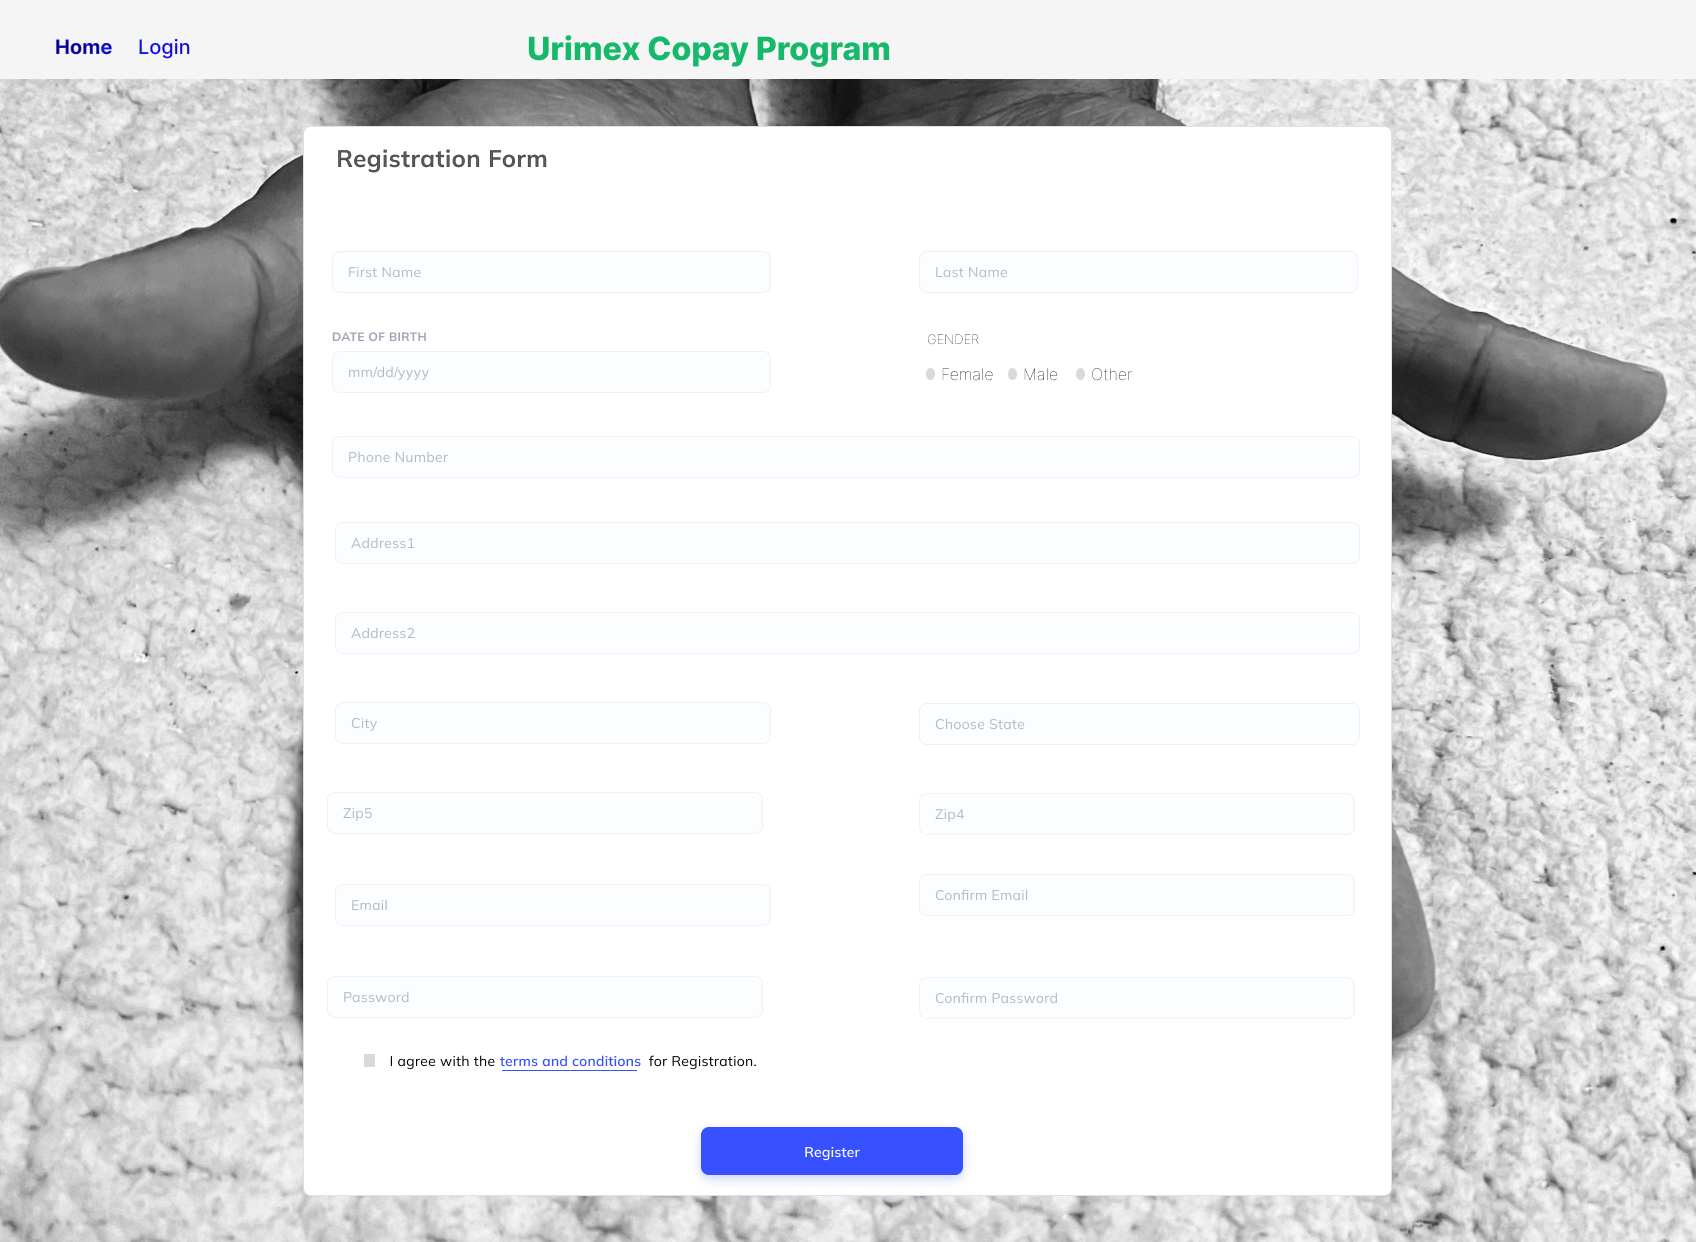 Home Login Urimex Copay Program
Registration Form
First Name Last Name
DATE OF BIRTH GENDER
mm/dd/yyyy Female Male Other
Phone Number
Address1
Address2
City Choose State
Zip5 Zip4
Email Confirm Email
Password Confirm Password
I agree with the terms and conditions for Registration.
Register